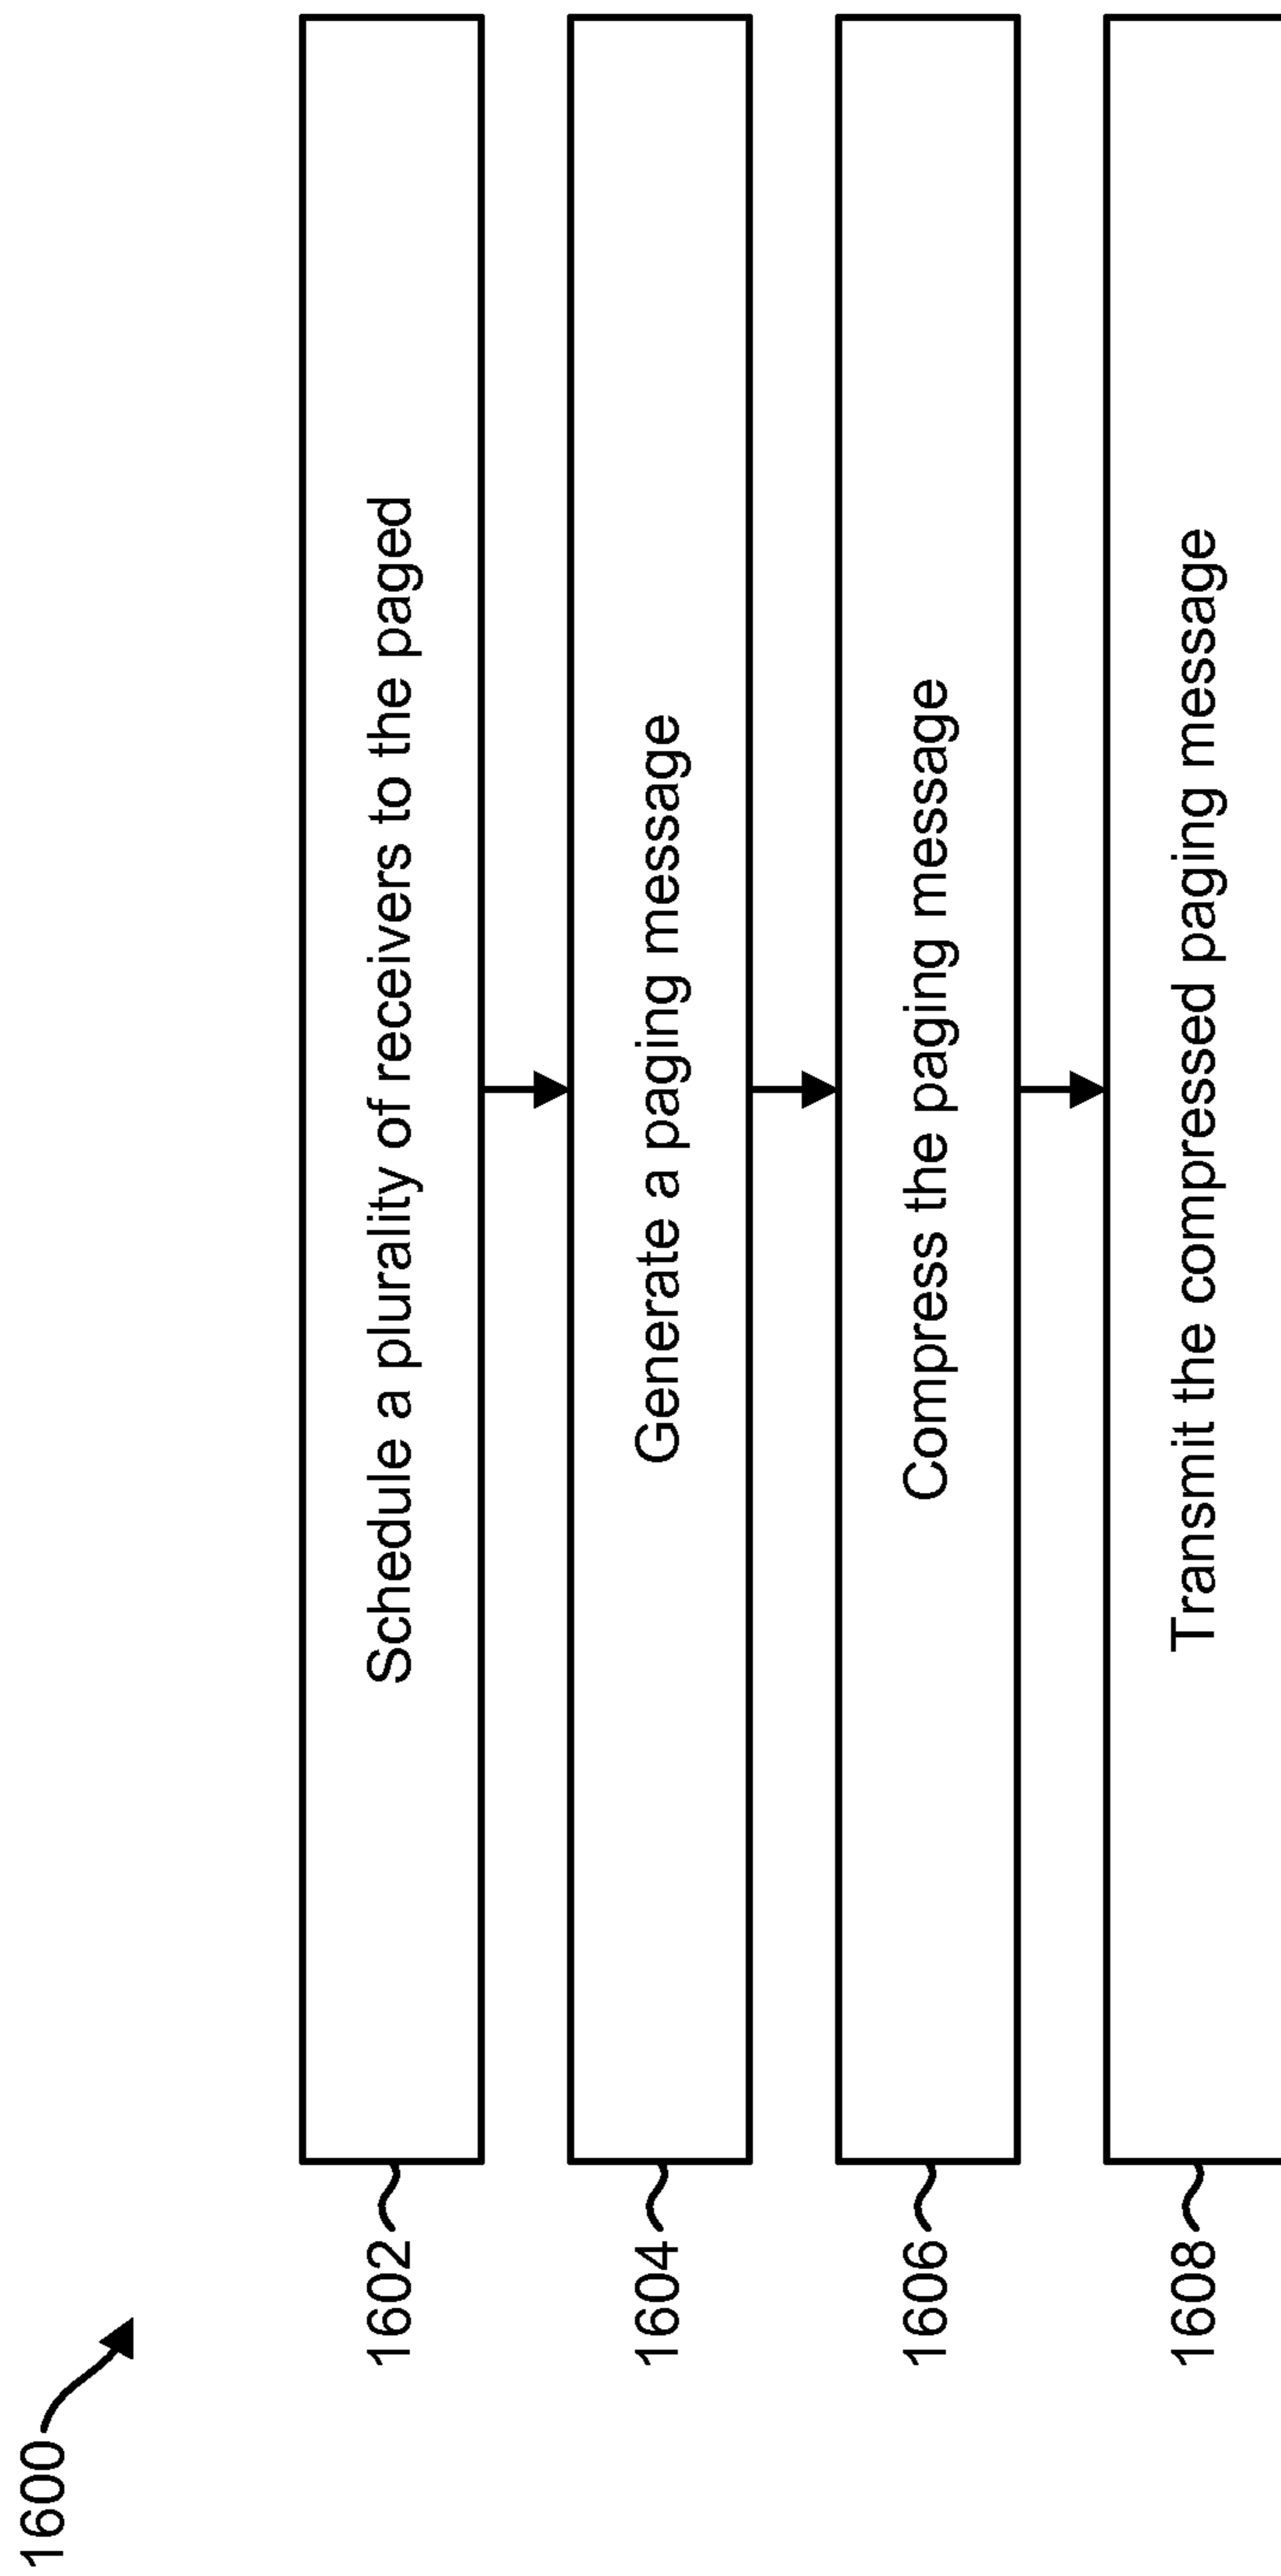 1600
1602
Schedule a plurality of receivers to the paged
1604
Generate a paging message
1606
Compress the paging message
1608
Transmit the compressed paging message